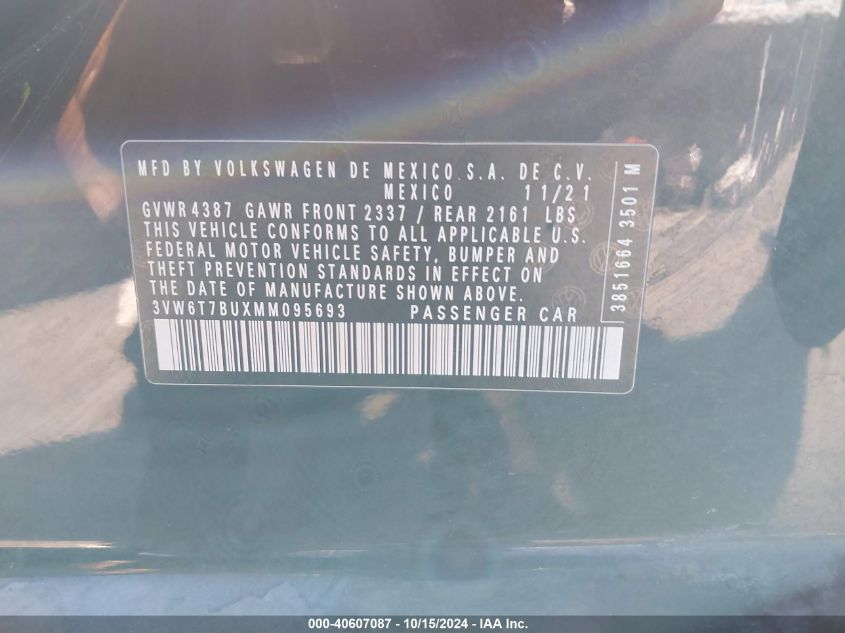 MFD BY VOLKSWAGEN DE MEXICO S.A. DE C.V.
MEXICO 11/21
GVWR 4387 GAWR FRONT 2337 / REAR 2161 LBS
THIS VEHICLE CONFORMS TO ALL APPLICABLE U.S.
FEDERAL MOTOR VEHICLE SAFETY, BUMPER AND
THEFT PREVENTION STANDARDS IN EFFECT ON
THE DATE OF MANUFACTURE SHOWN ABOVE.
3VW6T7BUXMM095693 PASSENGER CAR
3851664 3501 M
000-40607087 - 10/15/2024 - IAA Inc.